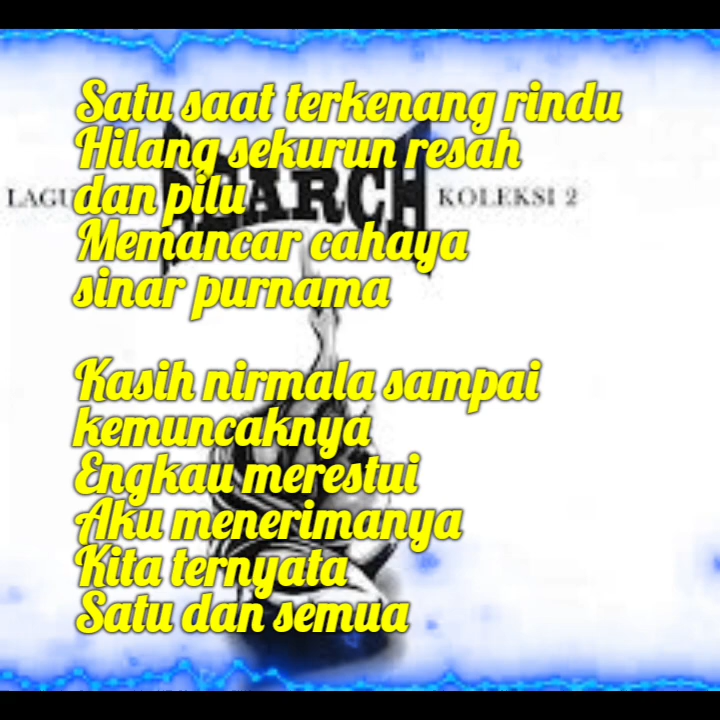 Satu saat terkenang rindu
Hilang sekurun resah
dan pilu
Memancar cahaya
sinar purnama
Kasih nirmala sampai
kemuncaknya
Engkau merestui
Aku menerimanya
Kita ternyata
Satu dan semua
SEARCH
KOLEKSI 2